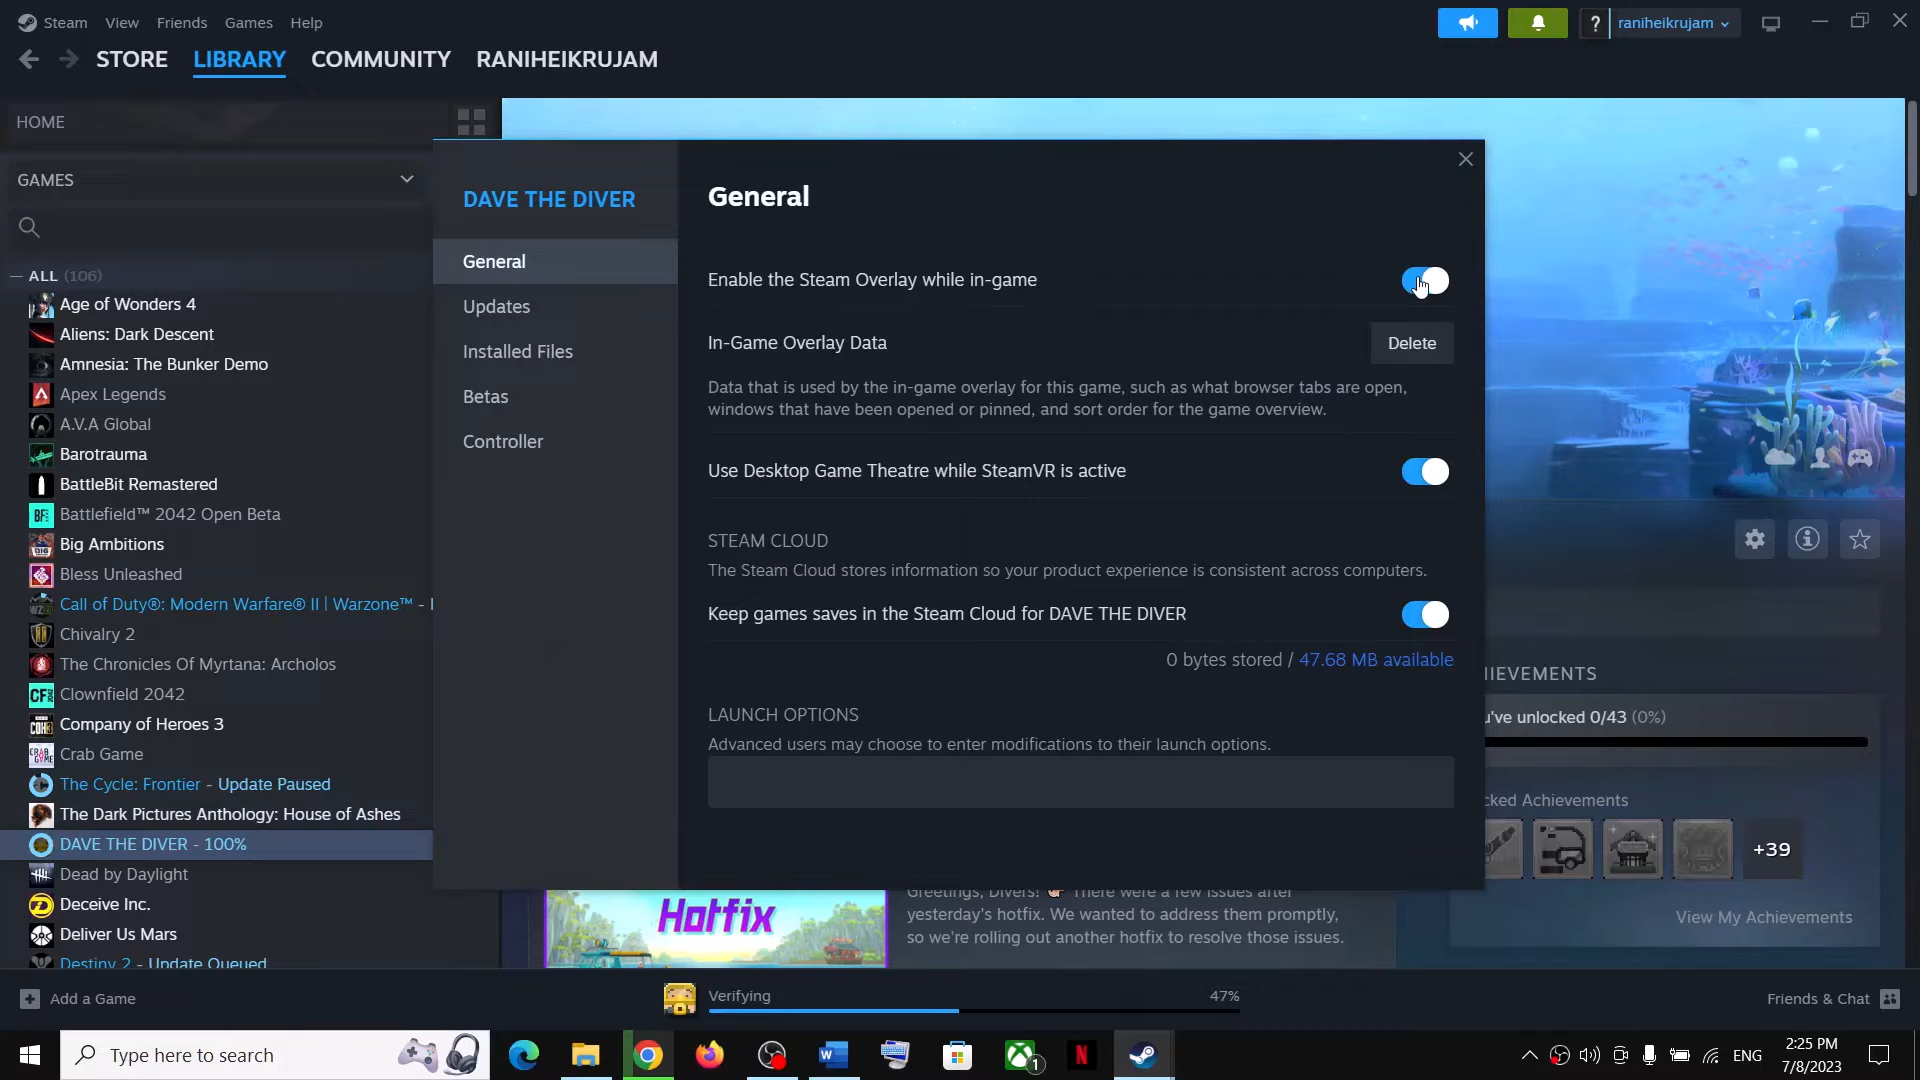 Steam View Friends Games Help
? raniheikrujam
STORE LIBRARY COMMUNITY RANIHEIKRUJAM
HOME
GAMES
— ALL (106)
Age of Wonders 4
Aliens: Dark Descent
Amnesia: The Bunker Demo
Apex Legends
A.V.A Global
Barotrauma
BattleBit Remastered
Battlefield™ 2042 Open Beta
Big Ambitions
Bless Unleashed
Call of Duty®: Modern Warfare® II | Warzone™ -
Chivalry 2
The Chronicles Of Myrtana: Archolos
Clownfield 2042
Company of Heroes 3
Crab Game
The Cycle: Frontier - Update Paused
The Dark Pictures Anthology: House of Ashes
DAVE THE DIVER - 100%
Dead by Daylight
Deceive Inc.
Deliver Us Mars
Destiny 2 - Update Queued
Add a Game
DAVE THE DIVER
General
Updates
Installed Files
Betas
Controller
General
Enable the Steam Overlay while in-game
In-Game Overlay Data
Delete
Data that is used by the in-game overlay for this game, such as what browser tabs are open,
windows that have been opened or pinned, and sort order for the game overview.
Use Desktop Game Theatre while SteamVR is active
STEAM CLOUD
The Steam Cloud stores information so your product experience is consistent across computers.
Keep games saves in the Steam Cloud for DAVE THE DIVER
0 bytes stored / 47.68 MB available
LAUNCH OPTIONS
Advanced users may choose to enter modifications to their launch options.
IEVEMENTS
u've unlocked 0/43 (0%)
cked Achievements
+39
View My Achievements
Hotfix
Greetings, Divers! There were a few issues after
yesterday's hotfix. We wanted to address them promptly,
so we're rolling out another hotfix to resolve those issues.
Verifying 47%
Friends & Chat
Type here to search
ENG
2:25 PM
7/8/2023